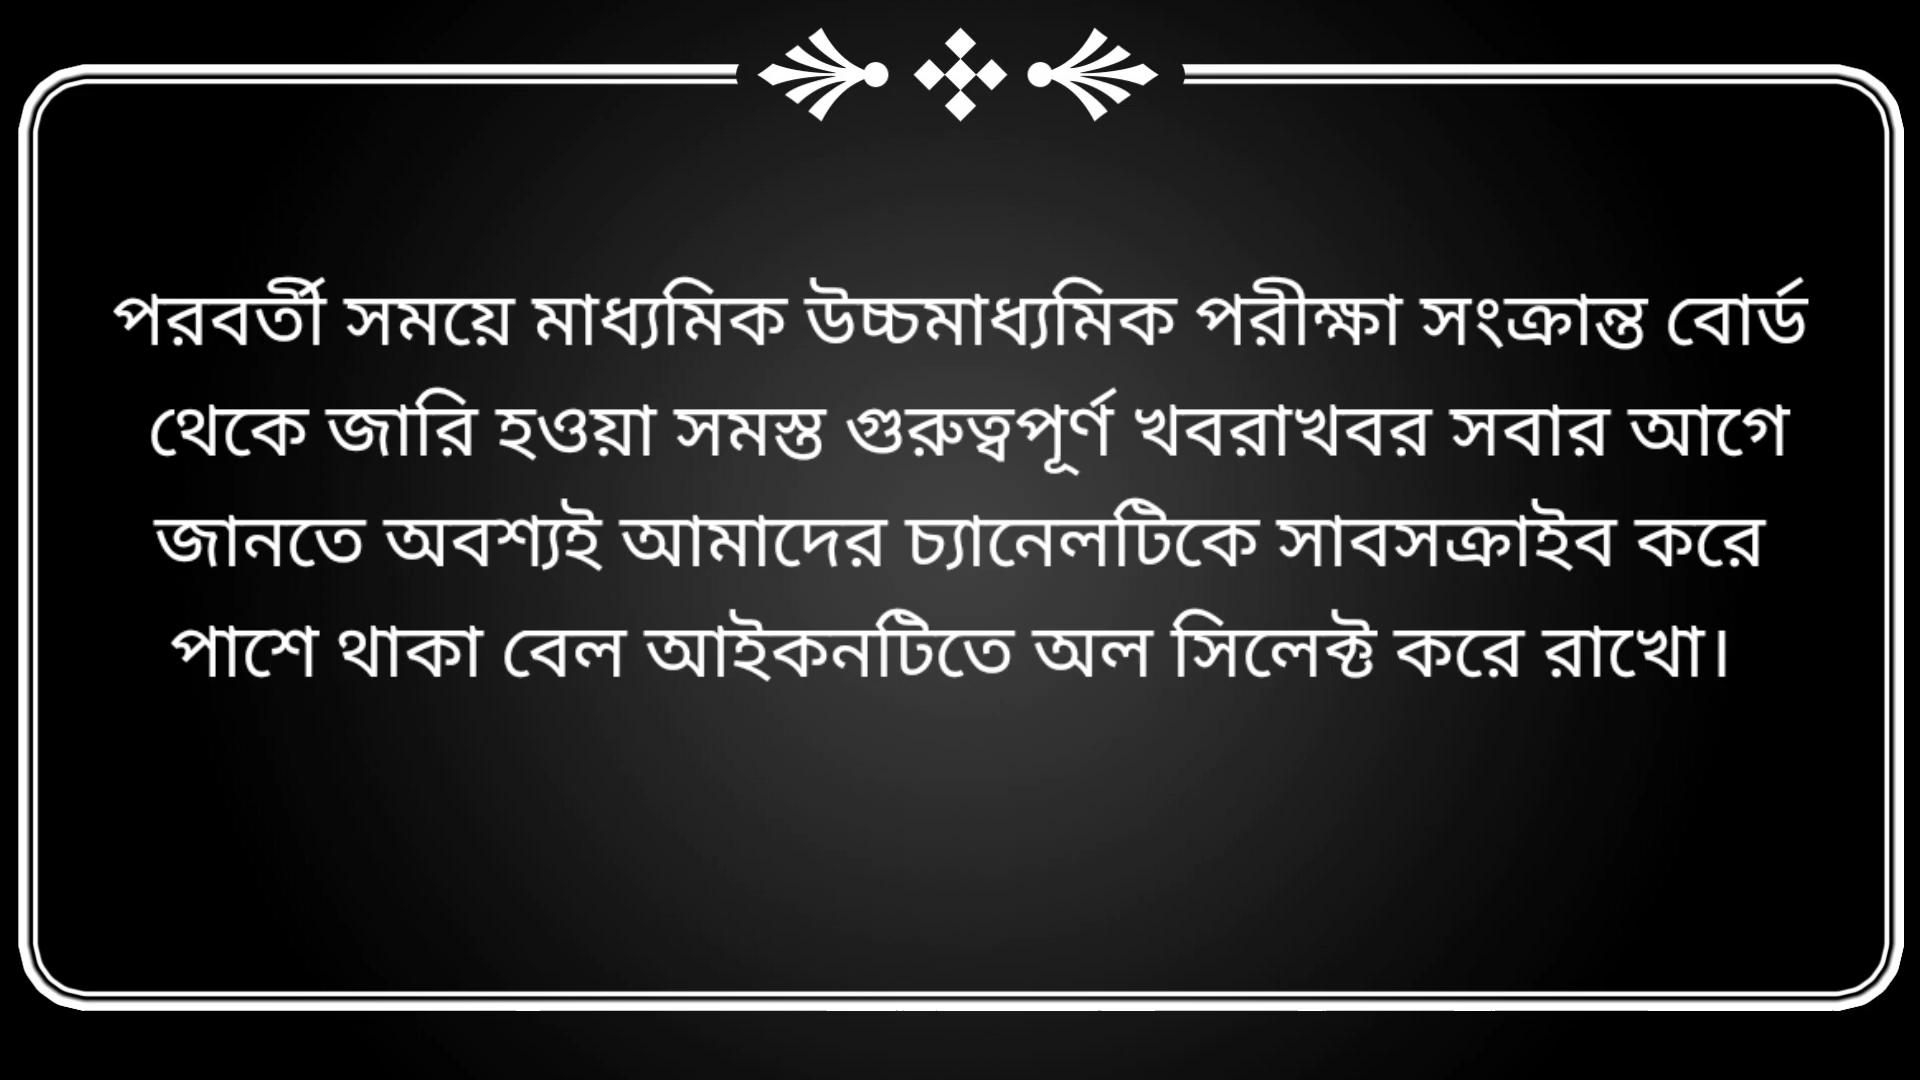 পরবর্তী সময়ে মাধ্যমিক উচ্চমাধ্যমিক পরীক্ষা সংক্রান্ত বোর্ড
থেকে জারি হওয়া সমস্ত গুরুত্বপূর্ণ খবরাখবর সবার আগে
জানতে অবশ্যই আমাদের চ্যানেলটিকে সাবসক্রাইব করে
পাশে থাকা বেল আইকনটিতে অল সিলেক্ট করে রাখো।